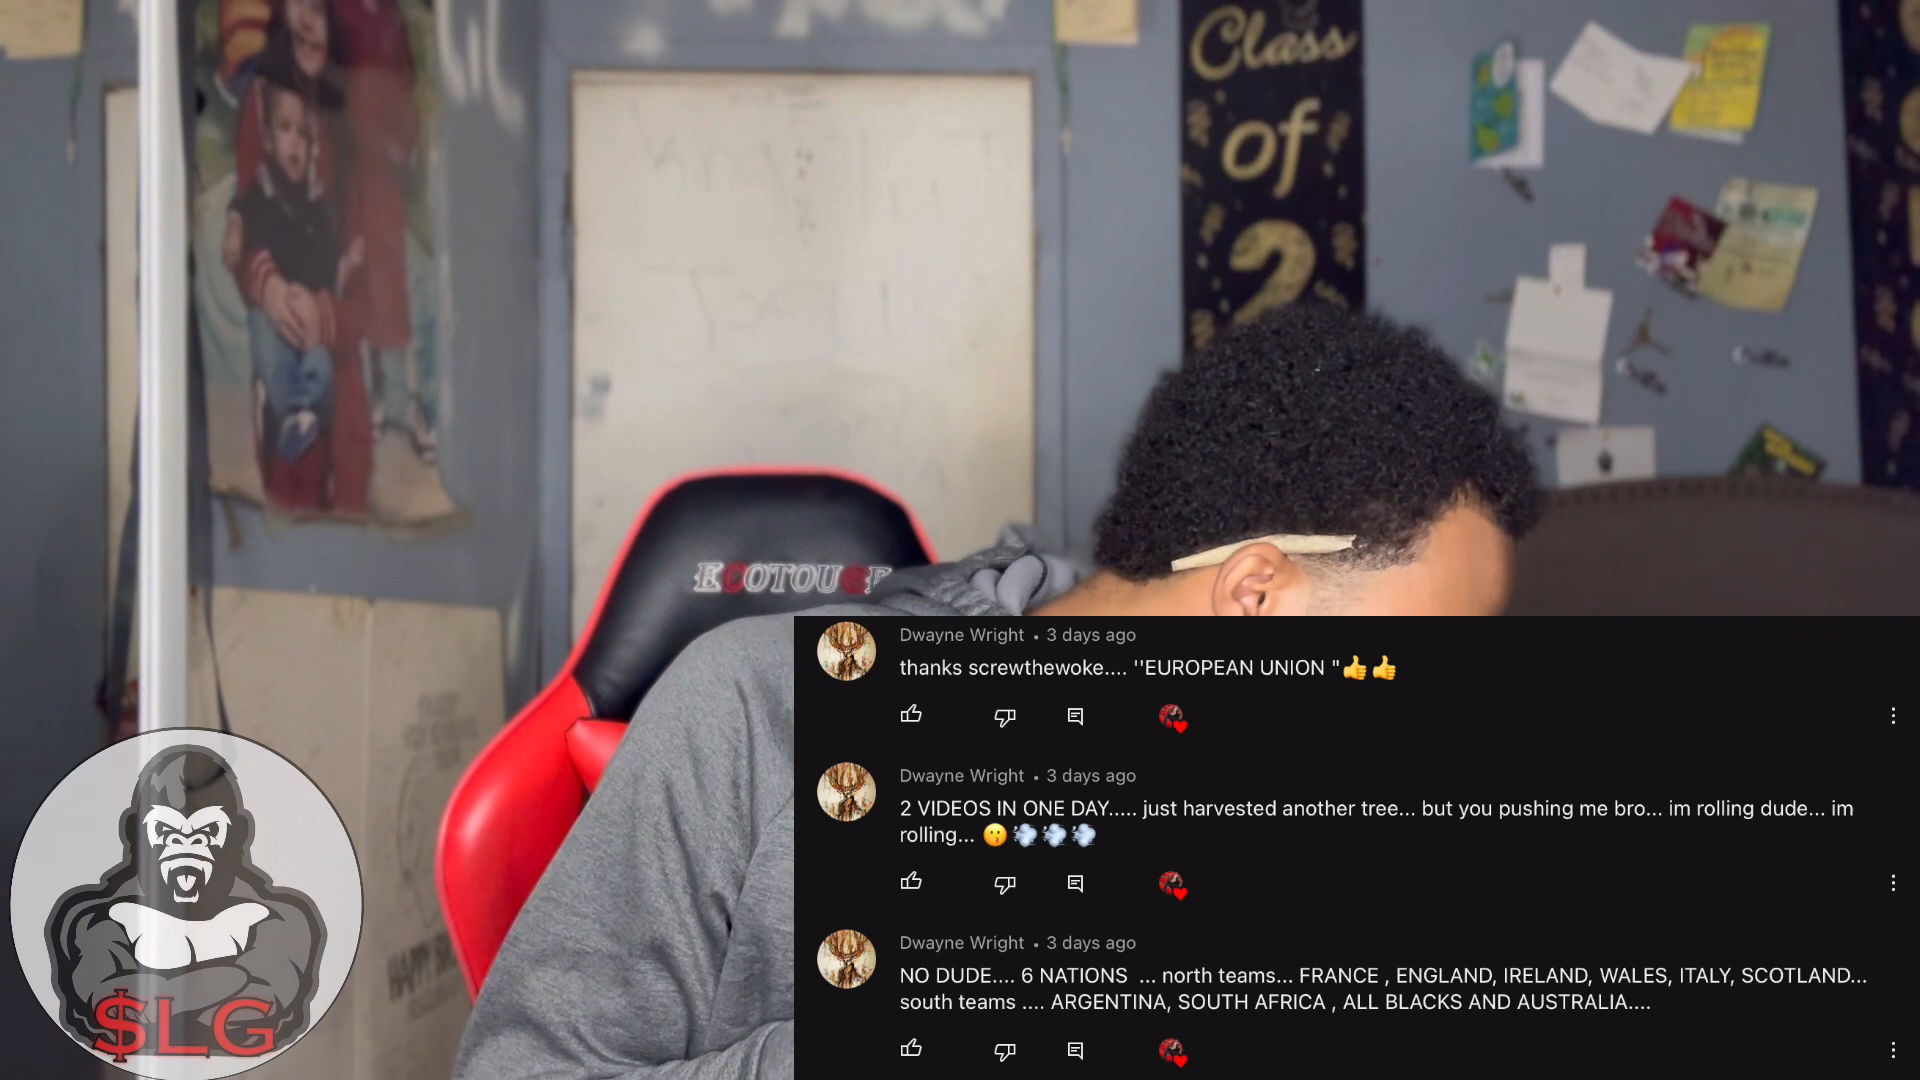 Class
of
2
ECOTOUGE
HAPPY
$LG
Dwayne Wright • 3 days ago
thanks screwthewoke.... ''EUROPEAN UNION "👍👍
Dwayne Wright • 3 days ago
2 VIDEOS IN ONE DAY..... just harvested another tree... but you pushing me bro... im rolling dude... im
rolling... 😗💨💨💨
Dwayne Wright • 3 days ago
NO DUDE.... 6 NATIONS ... north teams... FRANCE , ENGLAND, IRELAND, WALES, ITALY, SCOTLAND...
south teams .... ARGENTINA, SOUTH AFRICA , ALL BLACKS AND AUSTRALIA....